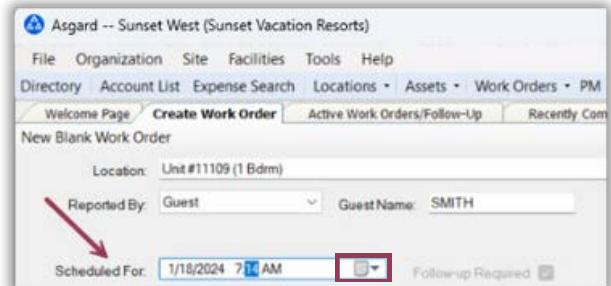 Asgard -- Sunset West (Sunset Vacation Resorts)
File Organization Site Facilities Tools Help
Directory Account List Expense Search Locations Assets Work Orders PM
Welcome Page Create Work Order Active Work Orders/Follow-Up Recently Com
New Blank Work Order
Location: Unit #11109 (1 Bdrm)
Reported By: Guest Guest Name: SMITH
Scheduled For: 1/18/2024 7:14 AM Follow-up Required